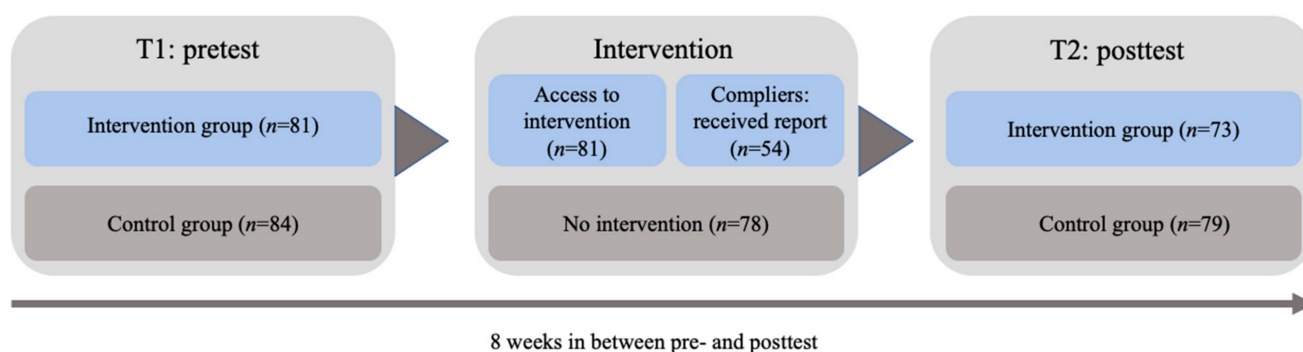 T1: pretest
Intervention group (n=81)
Control group (n=84)
Intervention
Access to
intervention
(n=81)
Compliers:
received report
(n=54)
No intervention (n=78)
T2: posttest
Intervention group (n=73)
Control group (n=79)
8 weeks in between pre- and posttest